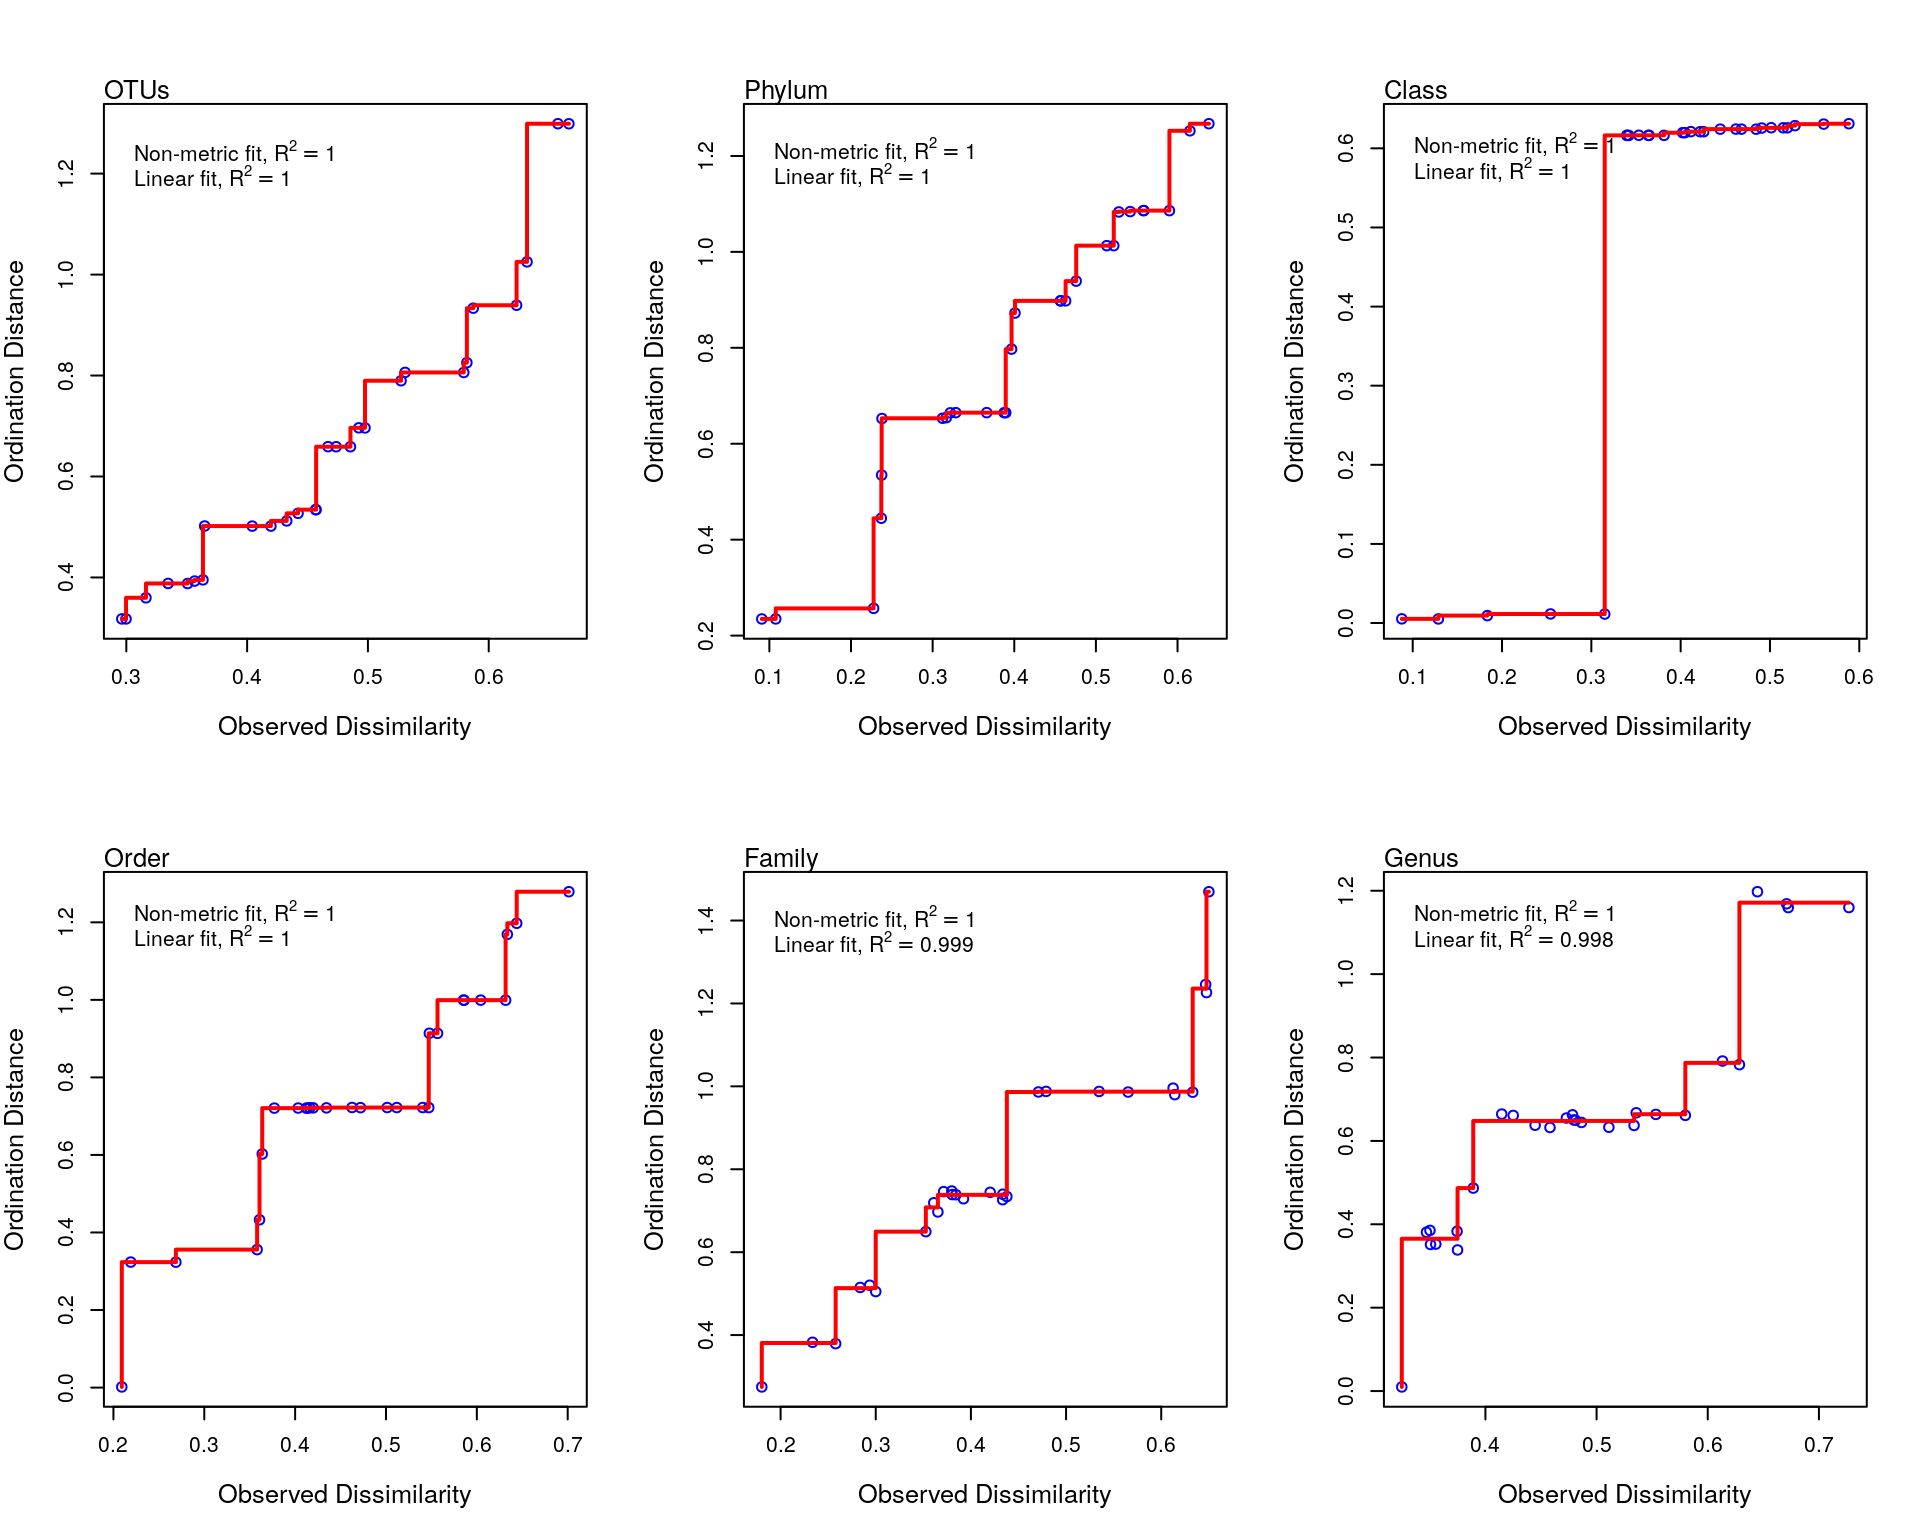 OTUs
Non-metric fit, R² = 1
Linear fit, R² = 1
1.2
1.0
0.8
0.6
0.4
Ordination Distance
0.3 0.4 0.5 0.6
Observed Dissimilarity
Phylum
Non-metric fit, R² = 1
Linear fit, R² = 1
1.2
1.0
0.8
0.6
0.4
0.2
Ordination Distance
0.1 0.2 0.3 0.4 0.5 0.6
Observed Dissimilarity
Class
Non-metric fit, R² = 1
Linear fit, R² = 1
0.6
0.5
0.4
0.3
0.2
0.1
0.0
Ordination Distance
0.1 0.2 0.3 0.4 0.5 0.6
Observed Dissimilarity
Order
Non-metric fit, R² = 1
Linear fit, R² = 1
1.2
1.0
0.8
0.6
0.4
0.2
0.0
Ordination Distance
0.2 0.3 0.4 0.5 0.6 0.7
Observed Dissimilarity
Family
Non-metric fit, R² = 1
Linear fit, R² = 0.999
1.4
1.2
1.0
0.8
0.6
0.4
Ordination Distance
0.2 0.3 0.4 0.5 0.6
Observed Dissimilarity
Genus
Non-metric fit, R² = 1
Linear fit, R² = 0.998
1.2
1.0
0.8
0.6
0.4
0.2
0.0
Ordination Distance
0.4 0.5 0.6 0.7
Observed Dissimilarity